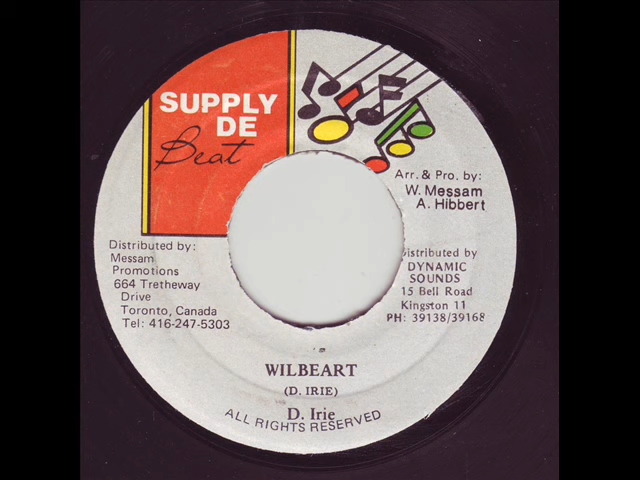 SUPPLY
DE
Beat
Arr. & Pro. by:
W. Messam
A. Hibbert
Distributed by:
Messam
Promotions
664 Tretheway
Drive
Toronto, Canada
Tel: 416-247-5303
Distributed by
DYNAMIC
SOUNDS
15 Bell Road
Kingston 11
PH: 39138/39168
WILBEART
(D. IRIE)
D. Irie
ALL RIGHTS RESERVED